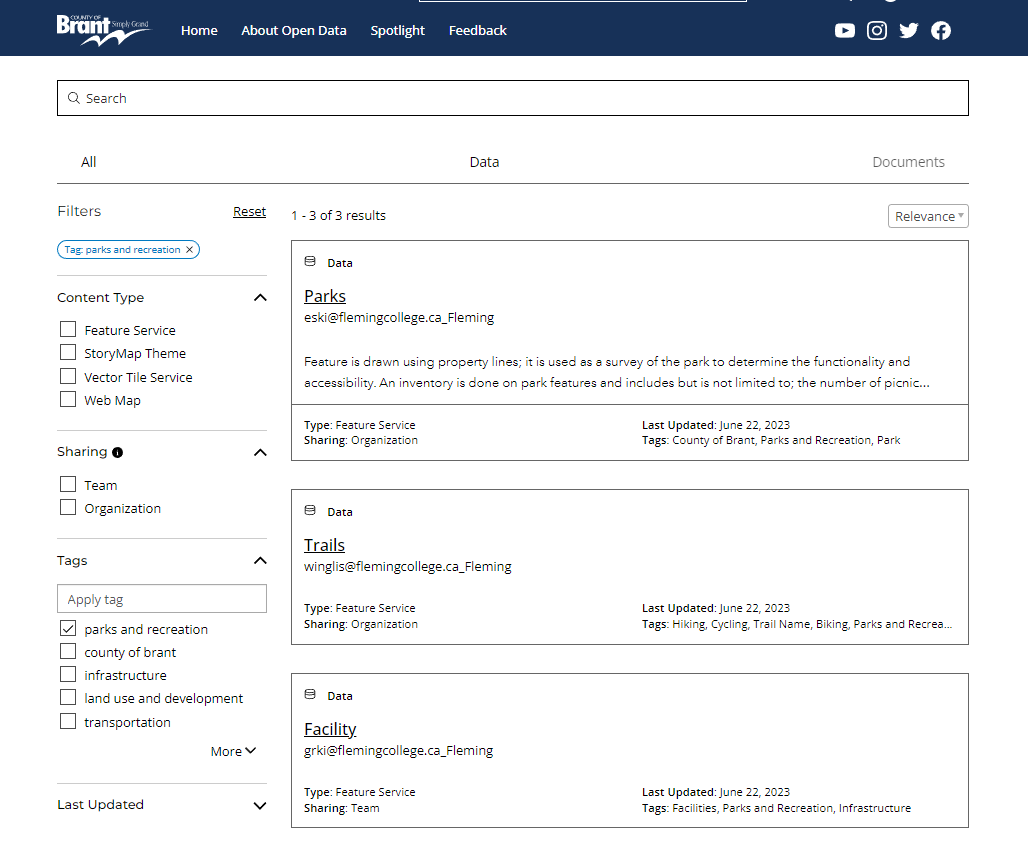 COUNTY OF
Brant Simply Grand
Home About Open Data Spotlight Feedback
Search
All Data Documents
Filters Reset
1 - 3 of 3 results
Relevance
Tag: parks and recreation
Content Type
Feature Service
StoryMap Theme
Vector Tile Service
Web Map
Sharing
Team
Organization
Tags
Apply tag
parks and recreation
county of brant
infrastructure
land use and development
transportation
More
Last Updated
Data
Parks
eski@flemingcollege.ca_Fleming
Feature is drawn using property lines; it is used as a survey of the park to determine the functionality and
accessibility. An inventory is done on park features and includes but is not limited to; the number of picnic...
Type: Feature Service Last Updated: June 22, 2023
Sharing: Organization Tags: County of Brant, Parks and Recreation, Park
Data
Trails
winglis@flemingcollege.ca_Fleming
Type: Feature Service Last Updated: June 22, 2023
Sharing: Organization Tags: Hiking, Cycling, Trail Name, Biking, Parks and Recrea...
Data
Facility
grki@flemingcollege.ca_Fleming
Type: Feature Service Last Updated: June 22, 2023
Sharing: Team Tags: Facilities, Parks and Recreation, Infrastructure